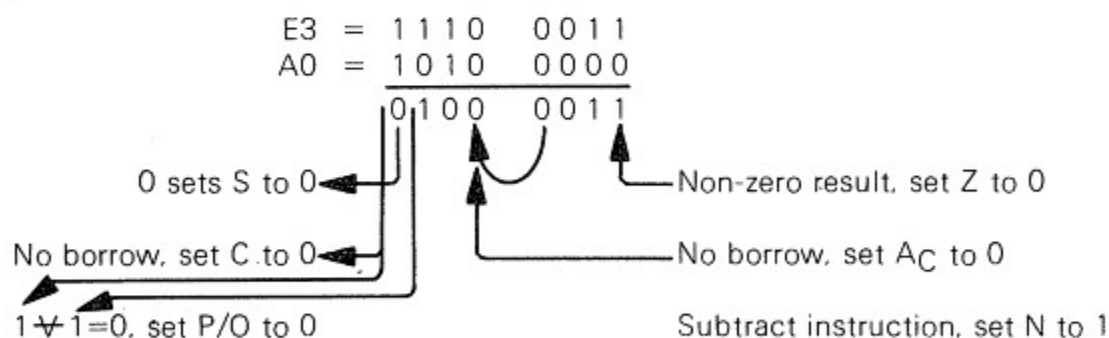 E3 = 1110 0011
A0 = 1010 0000
0100 0011
0 sets S to 0
Non-zero result, set Z to 0
No borrow, set C to 0
No borrow, set AC to 0
1 ⊻ 1=0, set P/O to 0
Subtract instruction, set N to 1